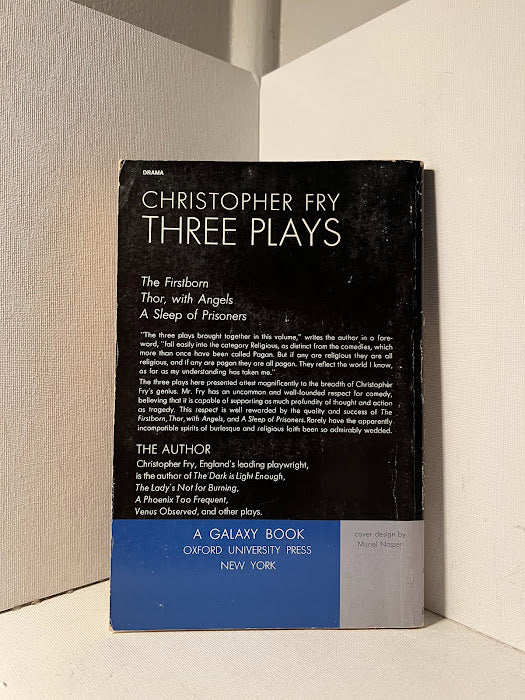 DRAMA
CHRISTOPHER FRY
THREE PLAYS
The Firstborn
Thor, with Angels
A Sleep of Prisoners
"The three plays brought together in this volume," writes the author in a fore-
word, "fall easily into the category Religious, as distinct from the comedies, which
more than once have been called Pagan. But if any are religious they are all
religious, and if any are pagan they are all pagan. They reflect the world I know,
as far as my understanding has taken me."
The three plays here presented attest magnificently to the breadth of Christopher
Fry's genius. Mr. Fry has an uncommon and well-founded respect for comedy,
believing that it is capable of supporting as much profundity of thought and action
as tragedy. This respect is well rewarded by the quality and success of The
Firstborn, Thor, with Angels, and A Sleep of Prisoners. Rarely have the apparently
incompatible spirits of burlesque and religious faith been so admirably wedded.
THE AUTHOR
Christopher Fry, England's leading playwright,
is the author of The Dark is Light Enough,
The Lady's Not for Burning,
A Phoenix Too Frequent,
Venus Observed, and other plays.
A GALAXY BOOK
OXFORD UNIVERSITY PRESS
NEW YORK
cover design by
Muriel Nasser